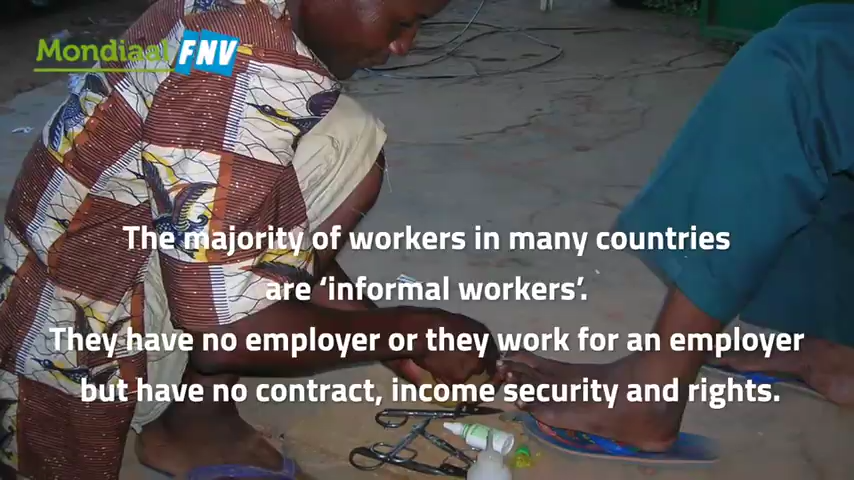 Mondiaal FNV
The majority of workers in many countries
are ‘informal workers’.
They have no employer or they work for an employer
but have no contract, income security and rights.